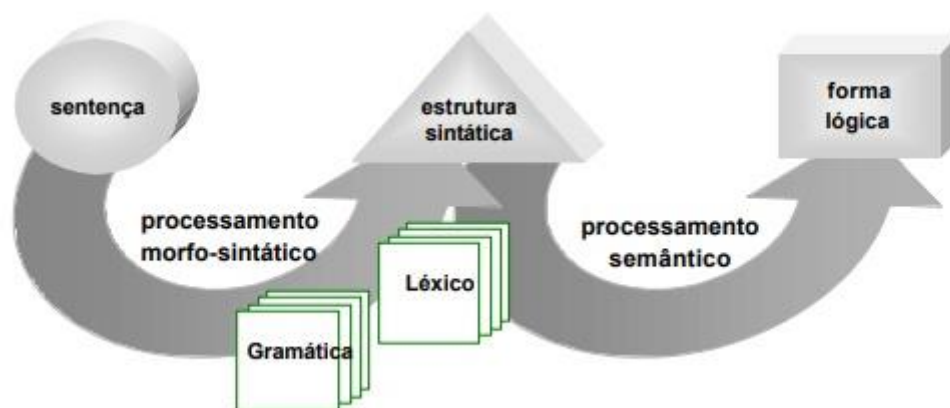 sentença
estrutura
sintática
forma
lógica
processamento
morfo-sintático
processamento
semântico
Léxico
Gramática